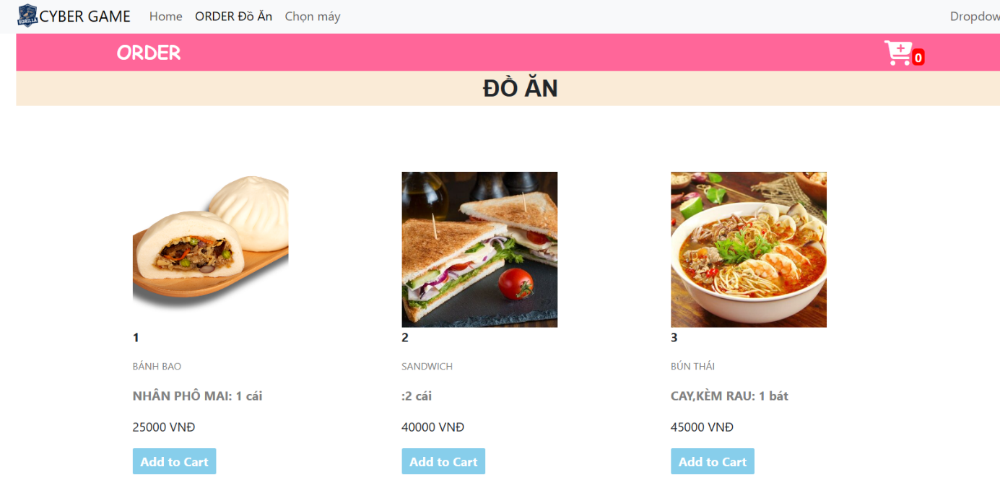 GORILLA
CYBER GAME Home ORDER Đồ Ăn Chọn máy Dropdow
ORDER 0
ĐỒ ĂN
1 2 3
BÁNH BAO SANDWICH BÚN THÁI
NHÂN PHÔ MAI: 1 cái :2 cái CAY,KÈM RAU: 1 bát
25000 VNĐ 40000 VNĐ 45000 VNĐ
Add to Cart Add to Cart Add to Cart